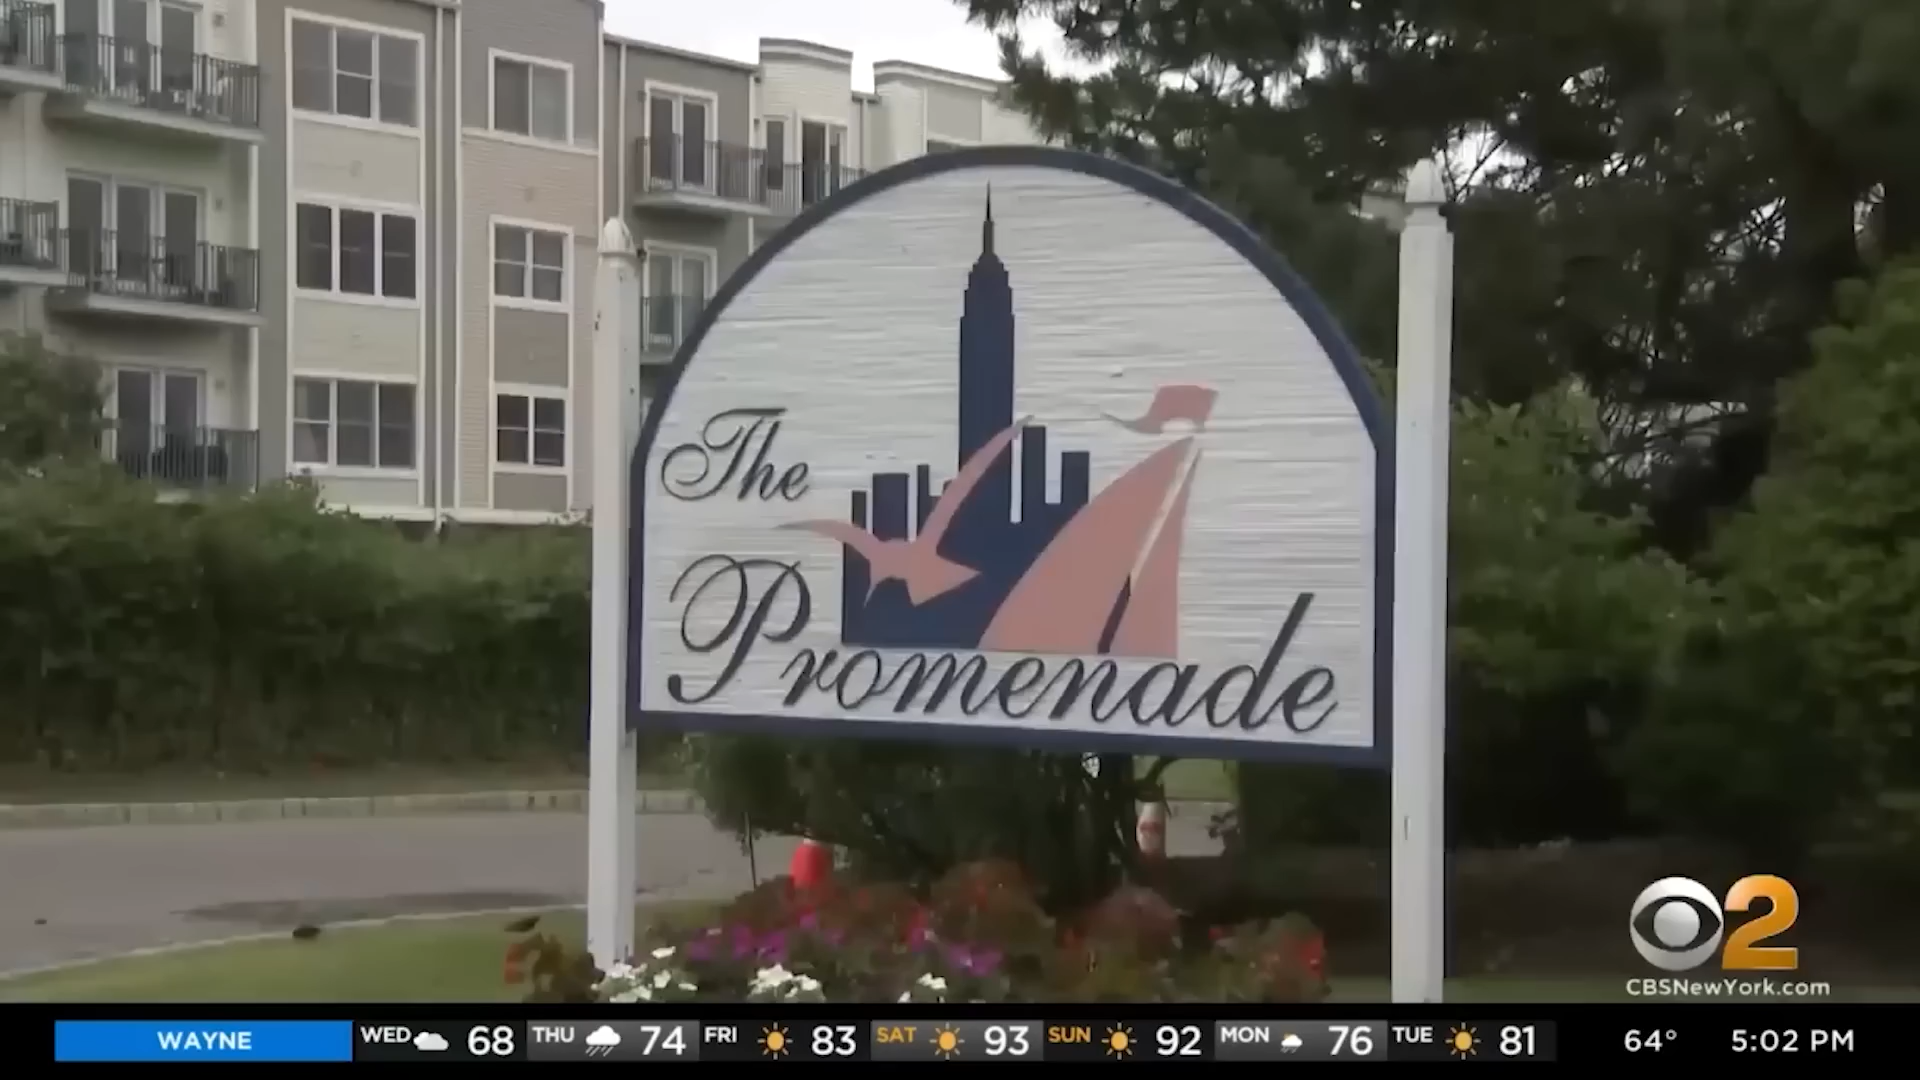 The
Promenade
2
CBSNewYork.com
WAYNE WED 68 THU 74 FRI 83 SAT 93 SUN 92 MON 76 TUE 81 64° 5:02 PM